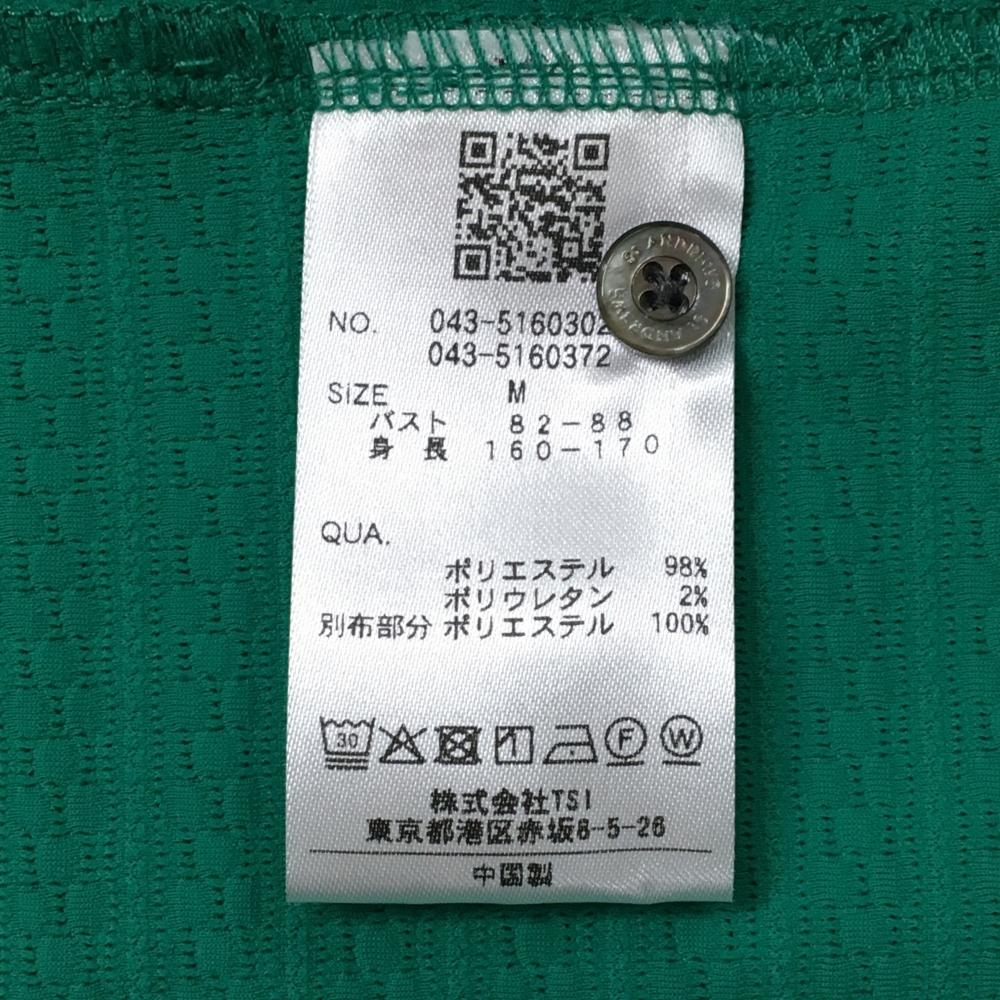 NO. 043-5160302
043-5160372
SIZE M
バスト 82-88
身長 160-170
QUA.
ポリエステル 98%
ポリウレタン 2%
別布部分 ポリエステル 100%
30
F W
株式会社TSI
東京都港区赤坂8-5-26
中国製